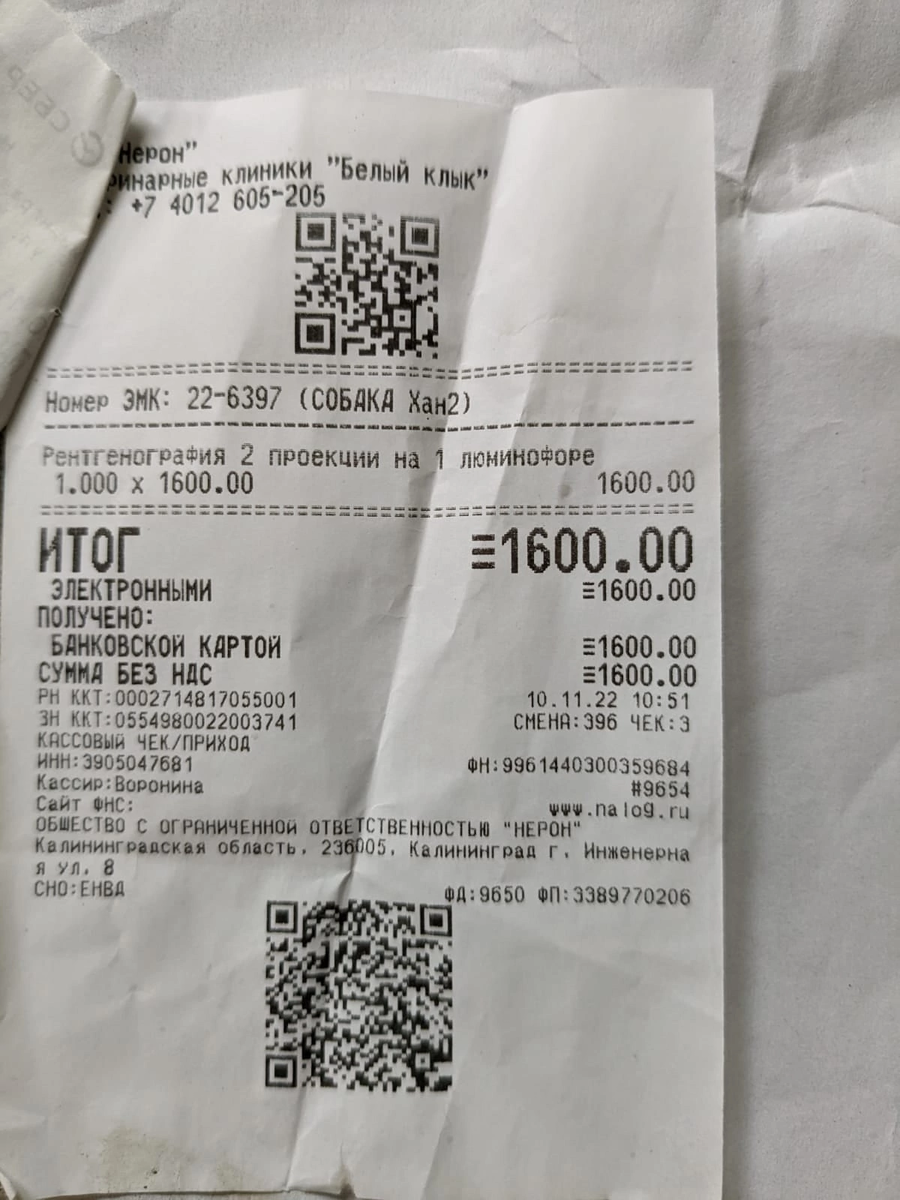 Нерон"
ринарные клиники "Белый клык"
: +7 4012 605-205
Номер ЭМК: 22-6397 (СОБАКА Хан2)
Рентгенография 2 проекции на 1 люминофоре
1.000 x 1600.00 1600.00
ИТОГ ≡1600.00
ЭЛЕКТРОННЫМИ ≡1600.00
ПОЛУЧЕНО:
БАНКОВСКОЙ КАРТОЙ ≡1600.00
СУММА БЕЗ НДС ≡1600.00
РН ККТ:0002714817055001 10.11.22 10:51
ЗН ККТ:0554980022003741 СМЕНА:396 ЧЕК:3
КАССОВЫЙ ЧЕК/ПРИХОД
ИНН:3905047681 ФН:9961440300359684
Кассир:Воронина #9654
Сайт ФНС: www.nalog.ru
ОБЩЕСТВО С ОГРАНИЧЕННОЙ ОТВЕТСТВЕННОСТЬЮ "НЕРОН"
Калининградская область, 236005, Калининград г, Инженерна
я ул, 8
СНО:ЕНВД ФД:9650 ФП:3389770206
СБЕР